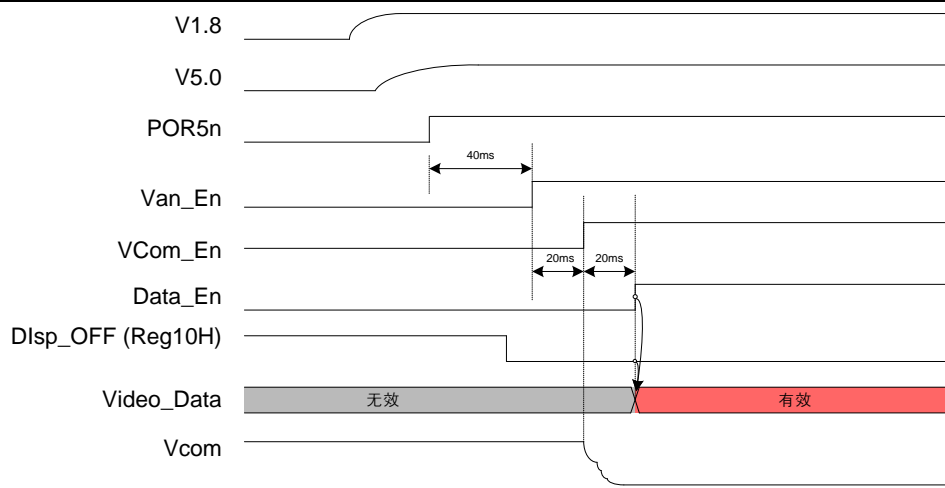 V1.8
V5.0
POR5n
40ms
Van_En
VCom_En
20ms 20ms
Data_En
DIsp_OFF (Reg10H)
Video_Data 无效 有效
Vcom